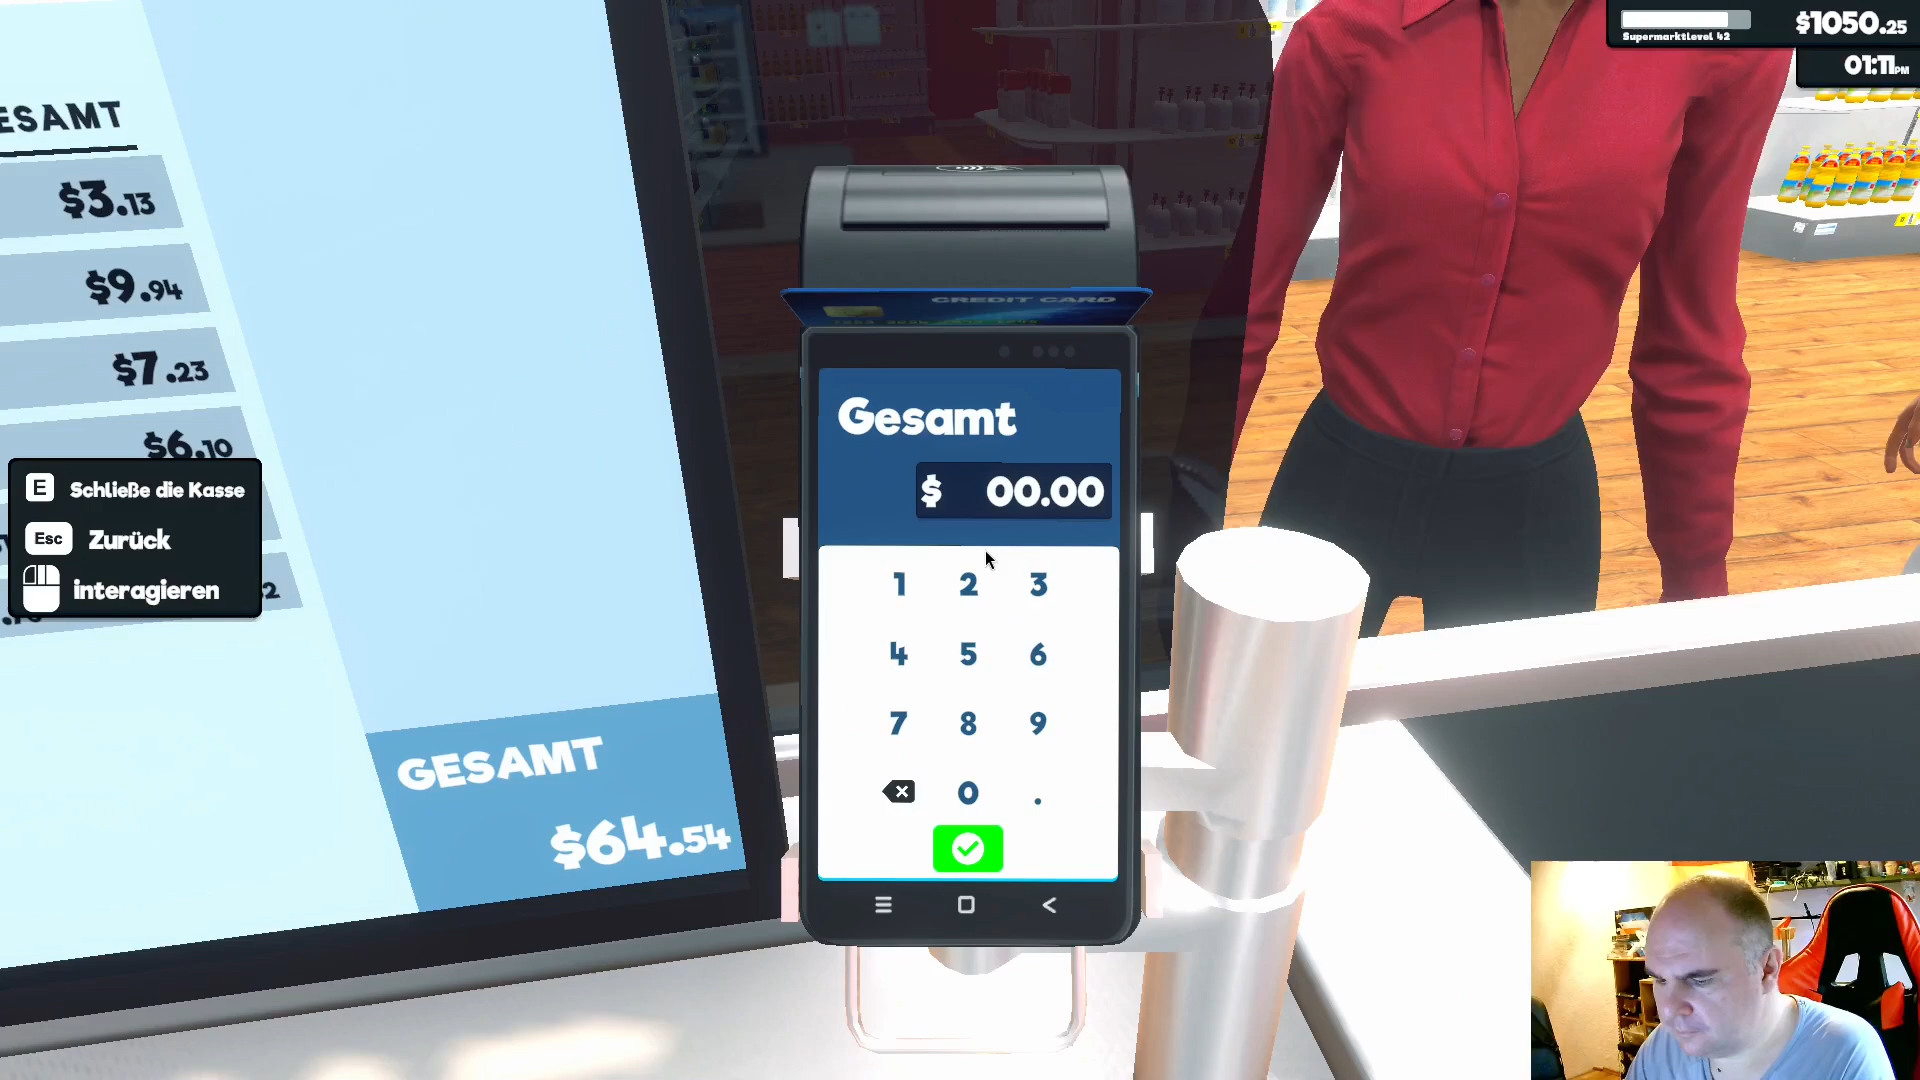 Supermarktlevel 42
$1050.25
01:11PM
GESAMT
$3.13
$9.94
$7.23
$6.10
E Schließe die Kasse
Esc Zurück
interagieren
GESAMT
$64.54
CREDIT CARD
Gesamt
$ 00.00
1 2 3
4 5 6
7 8 9
0 .